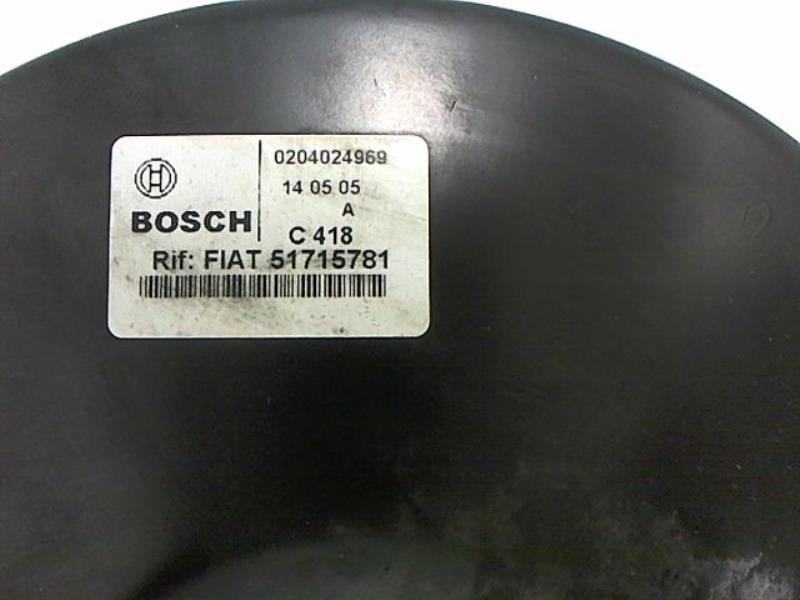 0204024969
14 05 05
A
BOSCH
C 418
Rif: FIAT 51715781